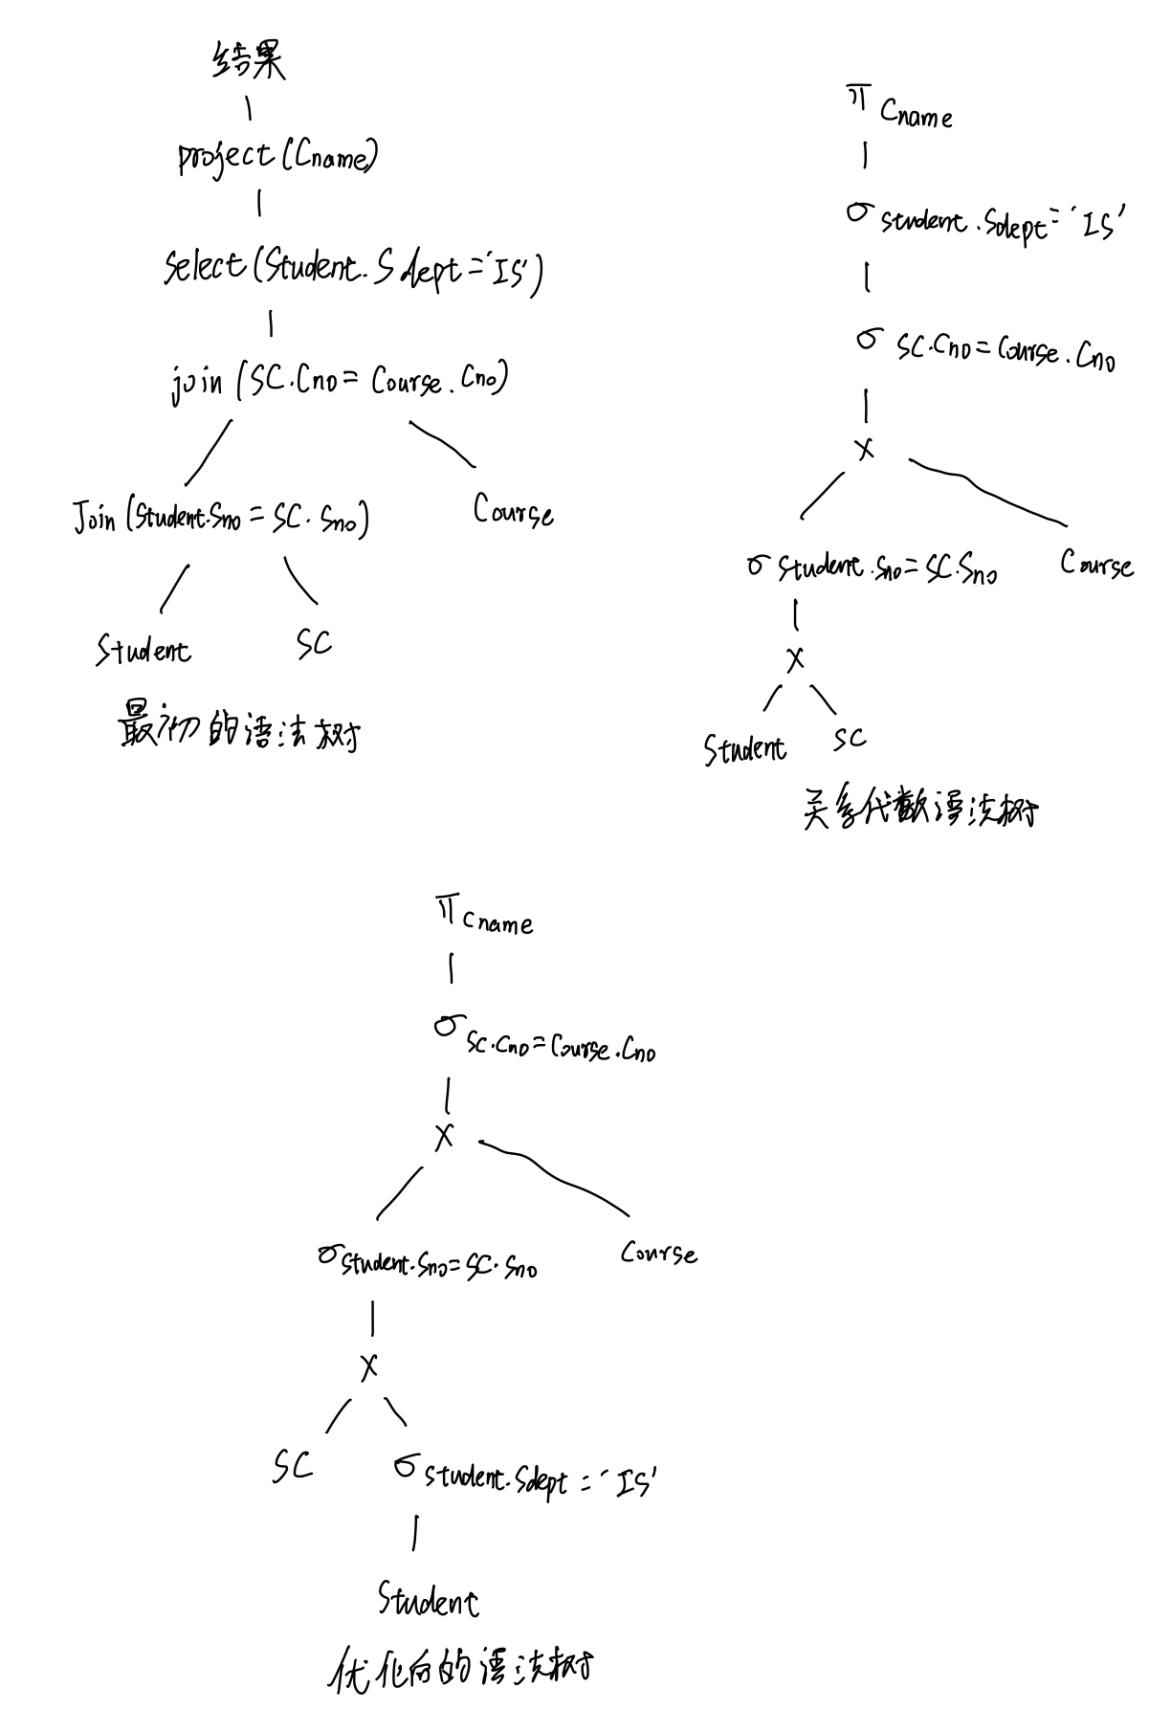 结果
project(Cname)
Select(Student.Sdept='IS')
join(SC.Cno=Course.Cno)
Join(Student.Sno=SC.Sno)
Course
Student
SC
最初的语法树
π Cname
σ Student.Sdept='IS'
σ SC.Cno=Course.Cno
X
σ Student.Sno=SC.Sno
Course
X
Student
SC
关系代数语法树
π Cname
σ SC.Cno=Course.Cno
X
σ Student.Sno=SC.Sno
Course
X
SC
σ Student.Sdept='IS'
Student
优化后的语法树